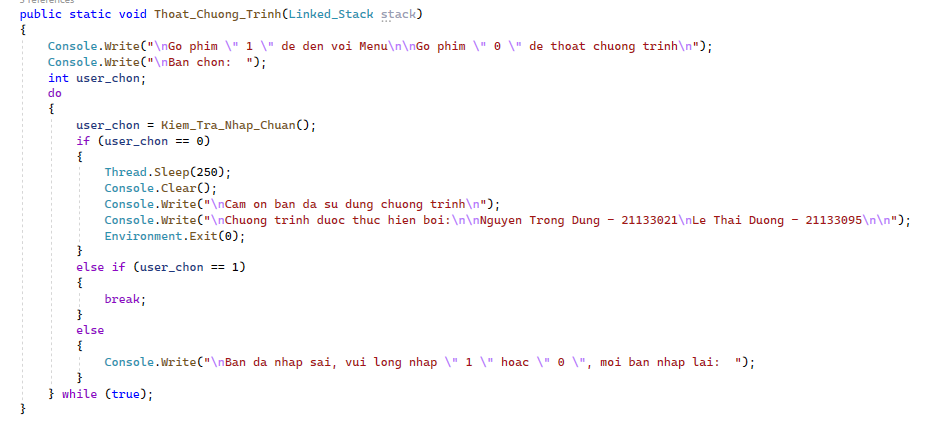 3 references
public static void Thoat_Chuong_Trinh(Linked_Stack stack)
{
    Console.Write("\nGo phim \" 1 \" de den voi Menu\n\nGo phim \" 0 \" de thoat chuong trinh\n");
    Console.Write("\nBan chon:  ");
    int user_chon;
    do
    {
        user_chon = Kiem_Tra_Nhap_Chuan();
        if (user_chon == 0)
        {
            Thread.Sleep(250);
            Console.Clear();
            Console.Write("\nCam on ban da su dung chuong trinh\n");
            Console.Write("\nChuong trinh duoc thuc hien boi:\n\nNguyen Trong Dung - 21133021\nLe Thai Duong - 21133095\n\n");
            Environment.Exit(0);
        }
        else if (user_chon == 1)
        {
            break;
        }
        else
        {
            Console.Write("\nBan da nhap sai, vui long nhap \" 1 \" hoac \" 0 \", moi ban nhap lai:  ");
        }
    } while (true);
}